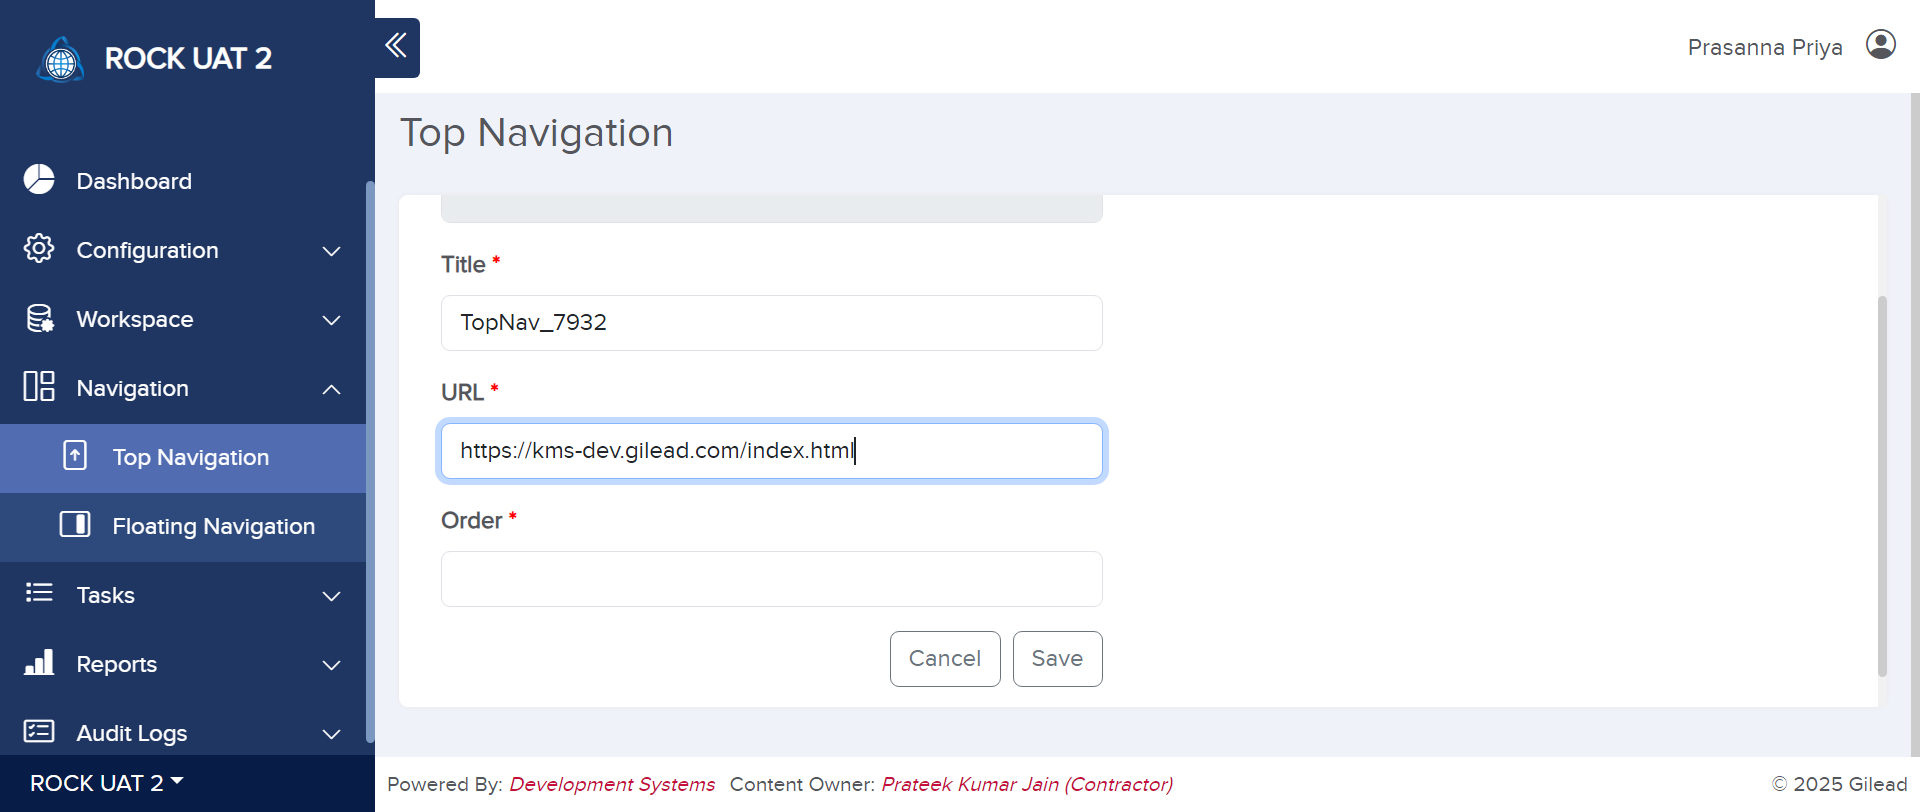 ROCK UAT 2
Prasanna Priya
Dashboard
Configuration
Workspace
Navigation
Top Navigation
Floating Navigation
Tasks
Reports
Audit Logs
ROCK UAT 2
Top Navigation
Title *
TopNav_7932
URL *
https://kms-dev.gilead.com/index.html
Order *
Cancel
Save
Powered By: Development Systems Content Owner: Prateek Kumar Jain (Contractor)
© 2025 Gilead